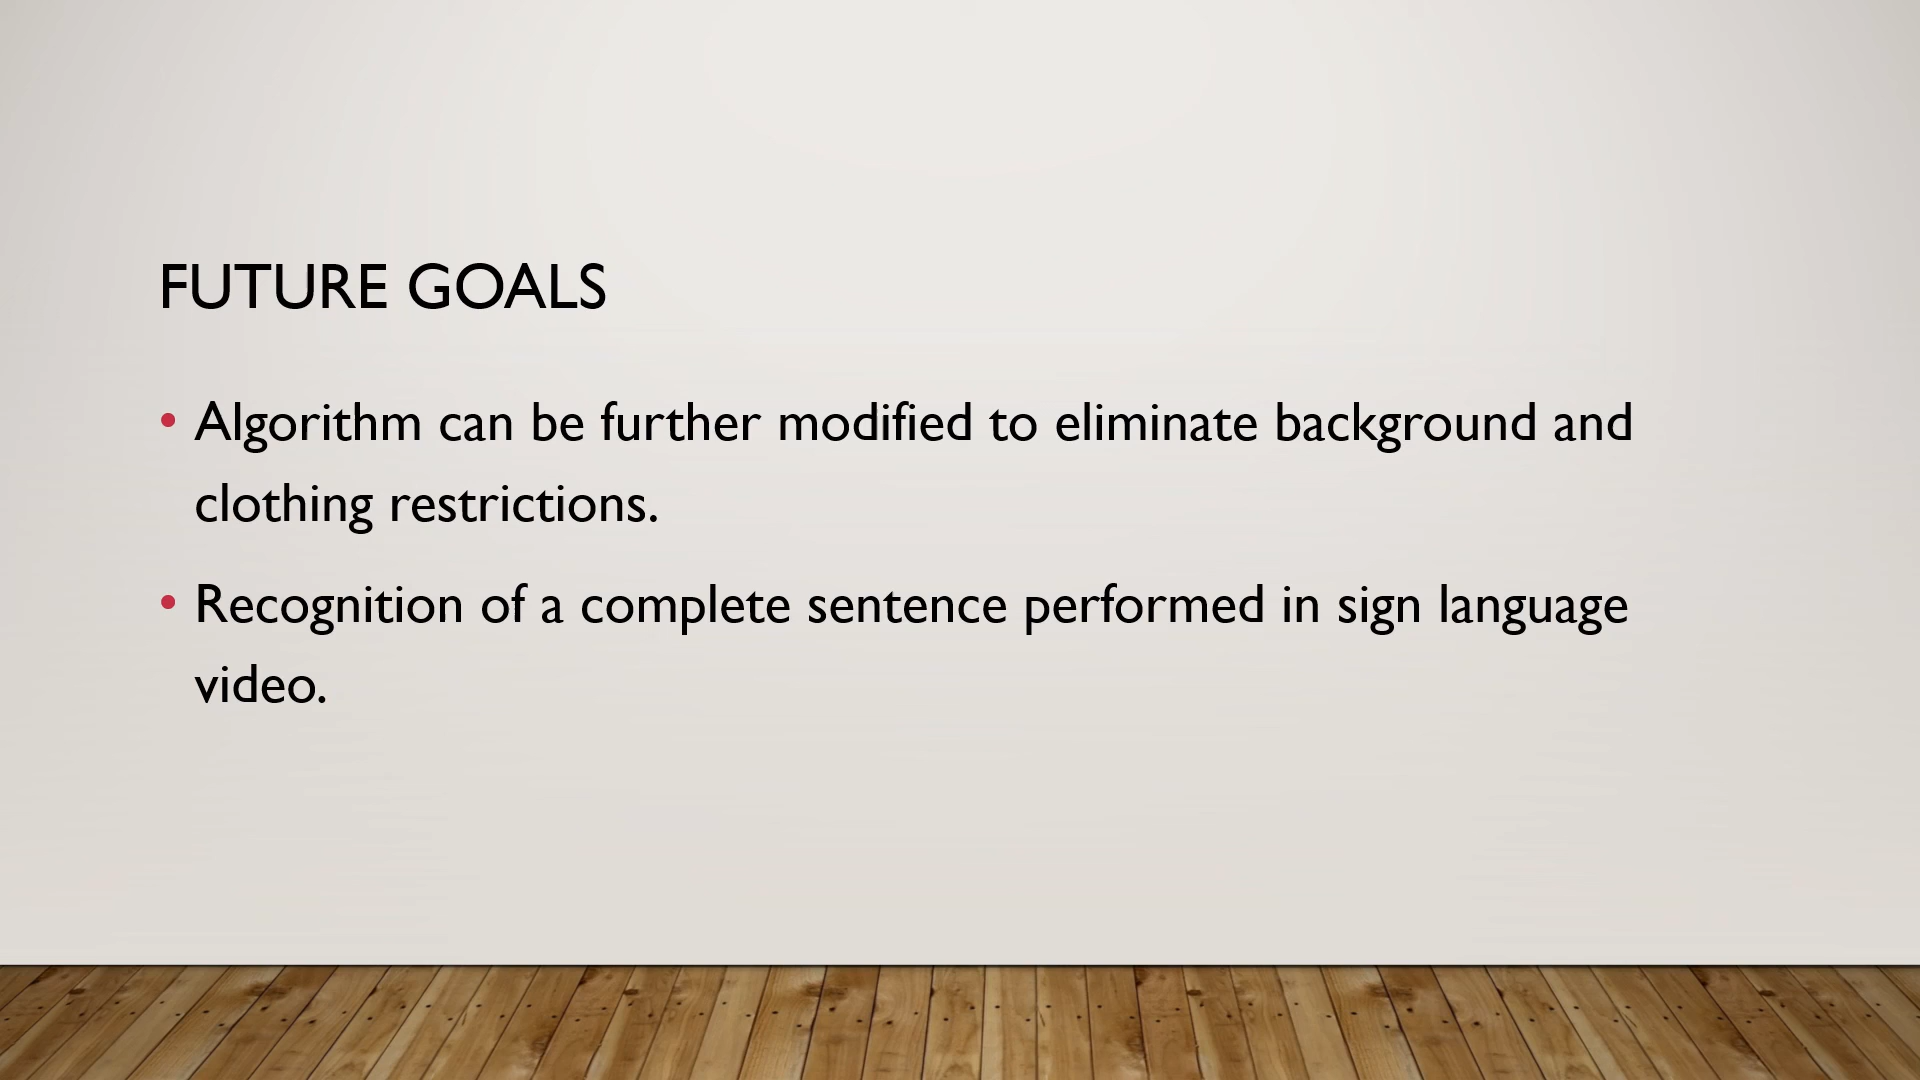 FUTURE GOALS
• Algorithm can be further modified to eliminate background and
clothing restrictions.
• Recognition of a complete sentence performed in sign language
video.